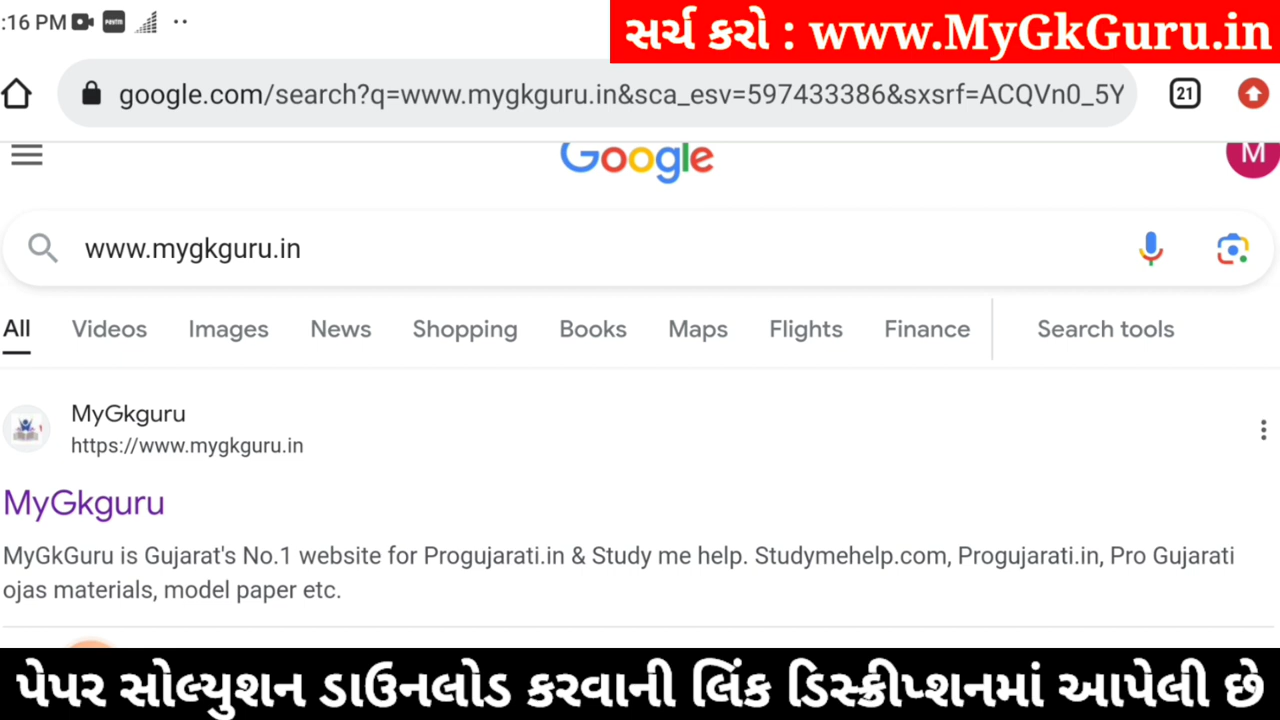 :16 PM
સર્ચ કરો : www.MyGkGuru.in
google.com/search?q=www.mygkguru.in&sca_esv=597433386&sxsrf=ACQVn0_5Y
21
Google
M
www.mygkguru.in
All Videos Images News Shopping Books Maps Flights Finance Search tools
MyGkguru
https://www.mygkguru.in
MyGkguru
MyGkGuru is Gujarat's No.1 website for Progujarati.in & Study me help. Studymehelp.com, Progujarati.in, Pro Gujarati
ojas materials, model paper etc.
પેપર સોલ્યુશન ડાઉનલોડ કરવાની લિંક ડિસ્ક્રીપ્શનમાં આપેલી છે